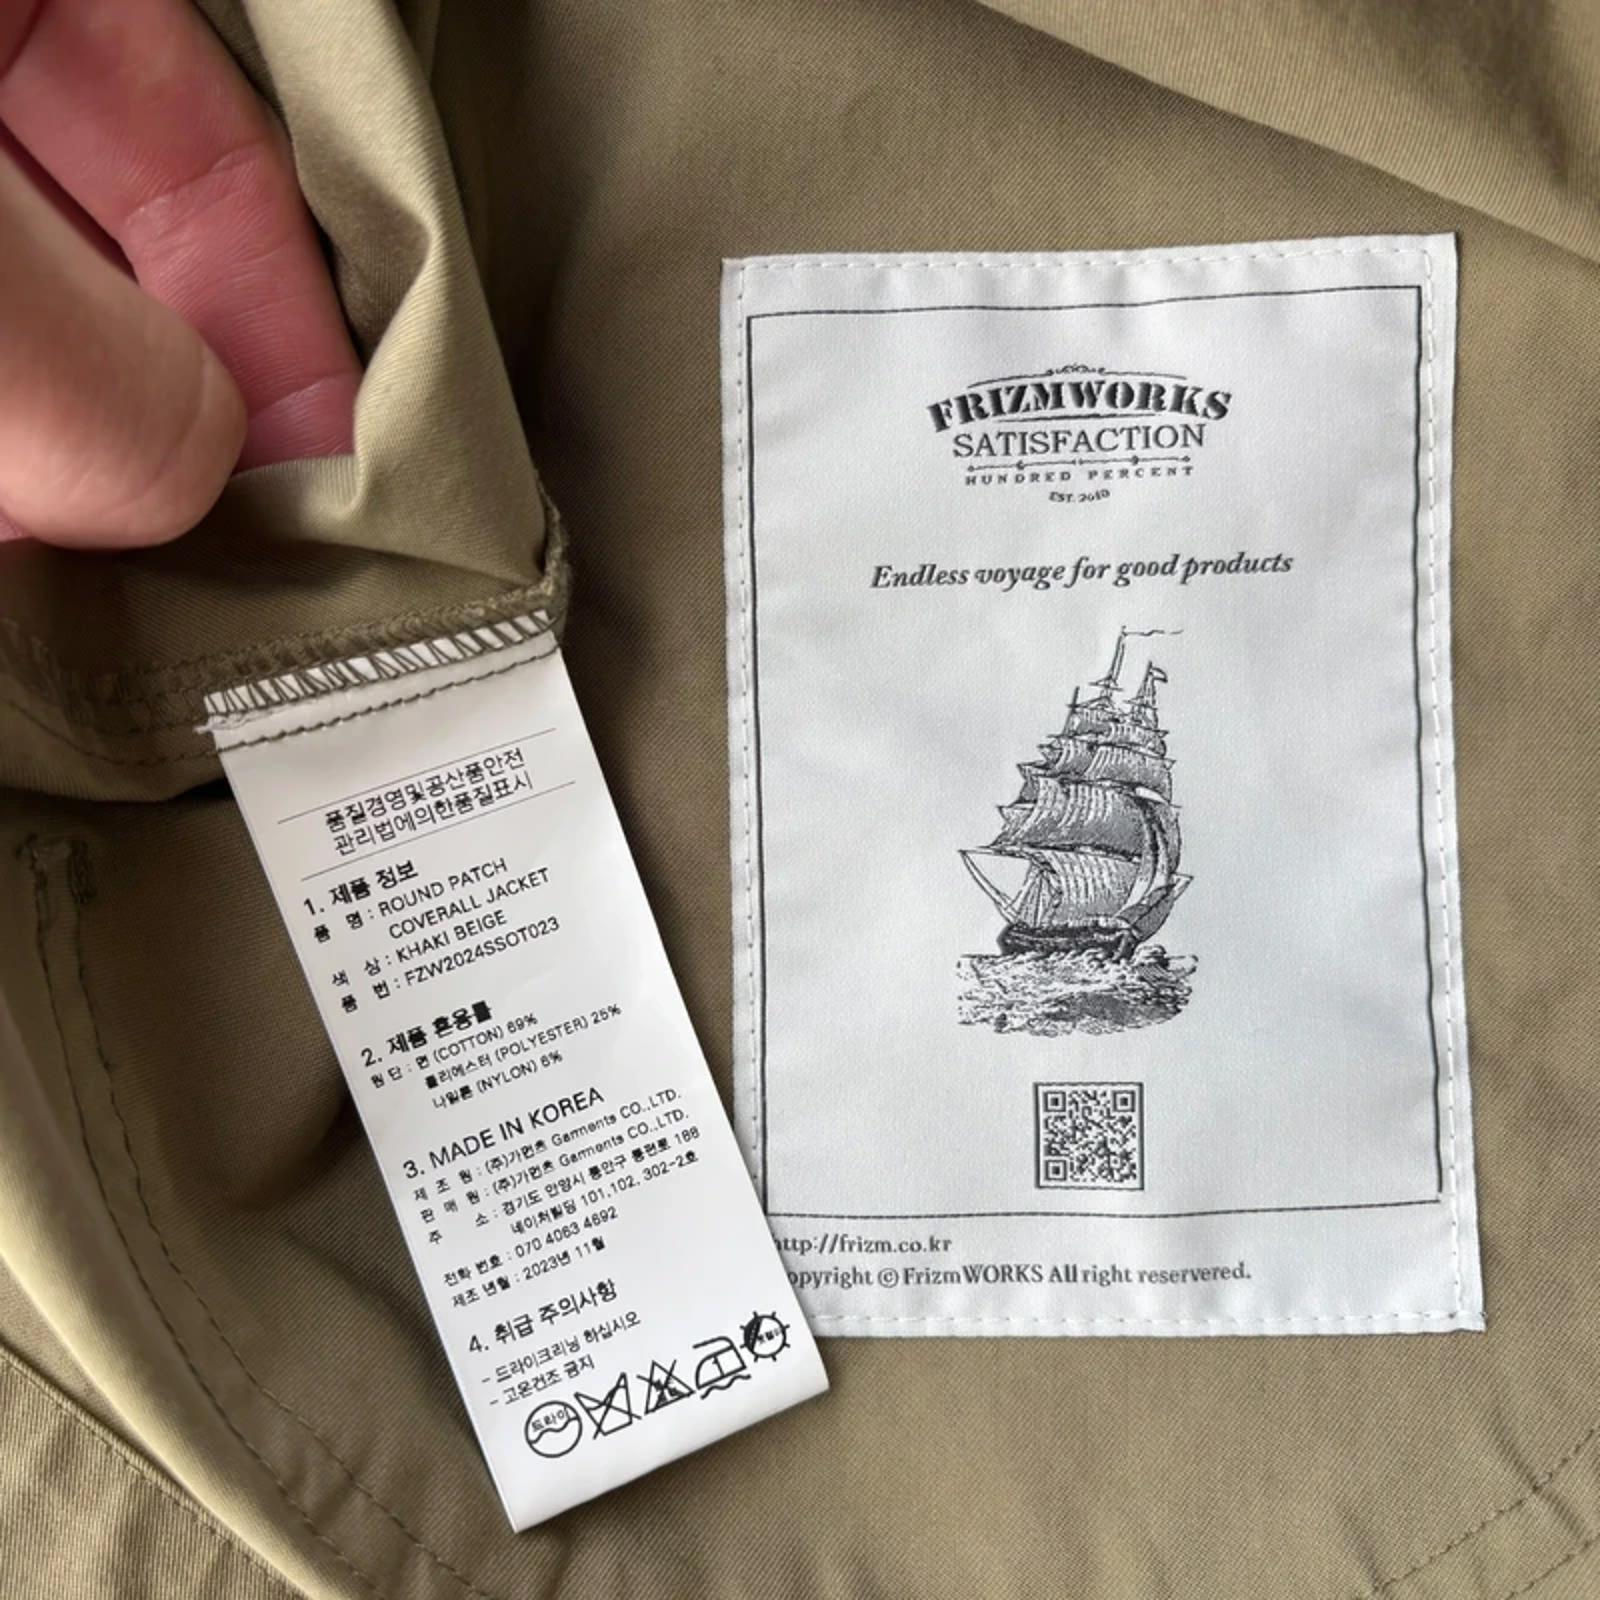 품질경영및공산품안전
관리법에의한품질표시
1. 제품 정보
품 명 : ROUND PATCH
COVERALL JACKET
색 상 : KHAKI BEIGE
품 번 : FZW2024SSOT023
2. 제품 혼용률
원 단 : 면 (COTTON) 69%
폴리에스터 (POLYESTER) 25%
나일론 (NYLON) 6%
3. MADE IN KOREA
제 조 원 : (주)가먼츠 Garments CO.,LTD.
판 매 원 : (주)가먼츠 Garments CO.,LTD.
주 소 : 경기도 안양시 동안구 동편로 188
네이처빌딩 101,102, 302-2호
전화 번호 : 070 4063 4692
제조 년월 : 2023년 11월
4. 취급 주의사항
- 드라이크리닝 하십시오
- 고온건조 금지
드라이
FRIZMWORKS
SATISFACTION
HUNDRED PERCENT
EST. 2010
Endless voyage for good products
http://frizm.co.kr
opyright © FrizmWORKS All right reservered.